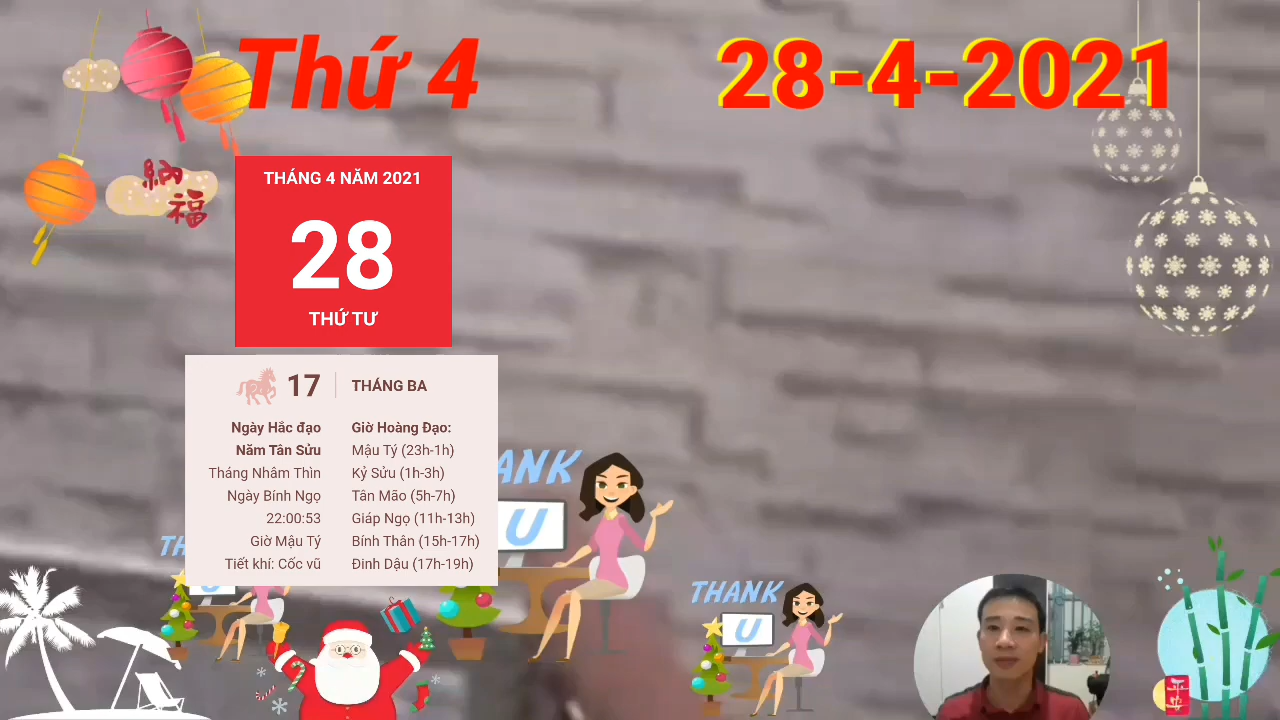 Thứ 4
28-4-2021
納
福
THÁNG 4 NĂM 2021
28
THỨ TƯ
17 THÁNG BA
Ngày Hắc đạo
Năm Tân Sửu
Tháng Nhâm Thìn
Ngày Bính Ngọ
22:00:53
Giờ Mậu Tý
Tiết khí: Cốc vũ
Giờ Hoàng Đạo:
Mậu Tý (23h-1h)
Kỷ Sửu (1h-3h)
Tân Mão (5h-7h)
Giáp Ngọ (11h-13h)
Bính Thân (15h-17h)
Đinh Dậu (17h-19h)
ANK
U
TH
THANK
U